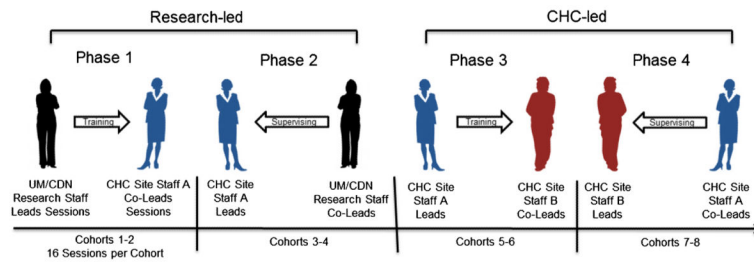 Research-led
CHC-led
Phase 1
Phase 2
Phase 3
Phase 4
Training
Supervising
Training
Supervising
UM/CDN
Research Staff
Leads Sessions
CHC Site Staff A
Co-Leads
Sessions
CHC Site
Staff A
Leads
UM/CDN
Research Staff
Co-Leads
CHC Site
Staff A
Leads
CHC Site
Staff B
Co-Leads
CHC Site
Staff B
Leads
CHC Site
Staff A
Co-Leads
Cohorts 1-2
16 Sessions per Cohort
Cohorts 3-4
Cohorts 5-6
Cohorts 7-8